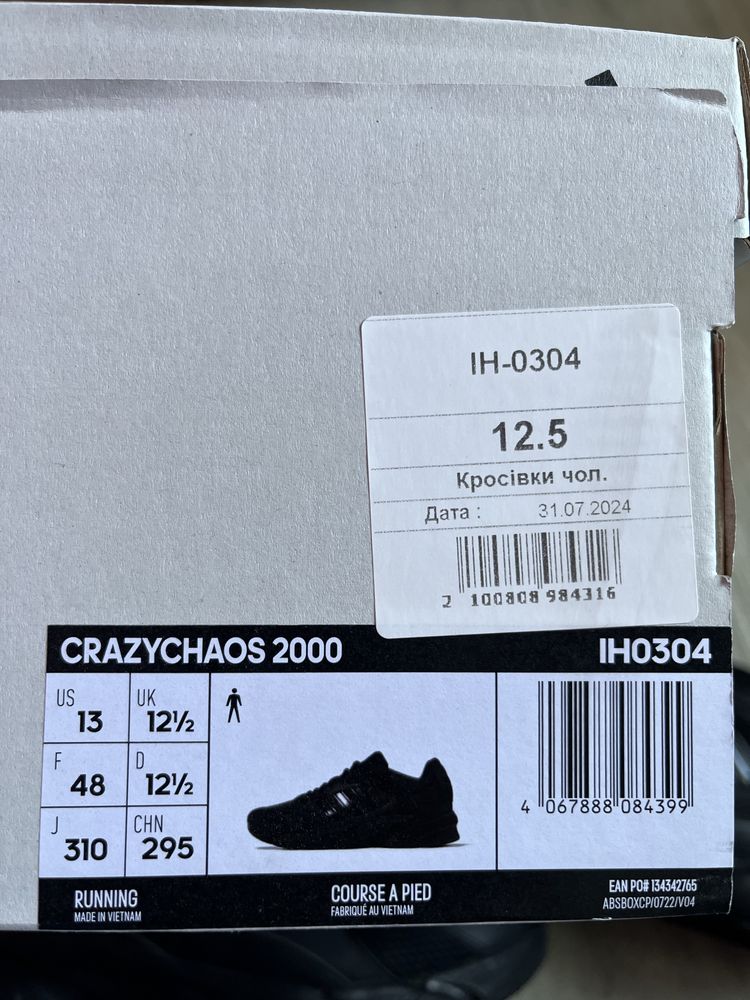 IH-0304
12.5
Кросівки чол.
Дата : 31.07.2024
2 100808 984316
CRAZYCHAOS 2000 IH0304
US 13 UK 12½
F 48 D 12½
J 310 CHN 295
4 067888 084399
RUNNING
MADE IN VIETNAM
COURSE A PIED
FABRIQUÉ AU VIETNAM
EAN PO# 134342765
ABSBOXCP/0722/V04